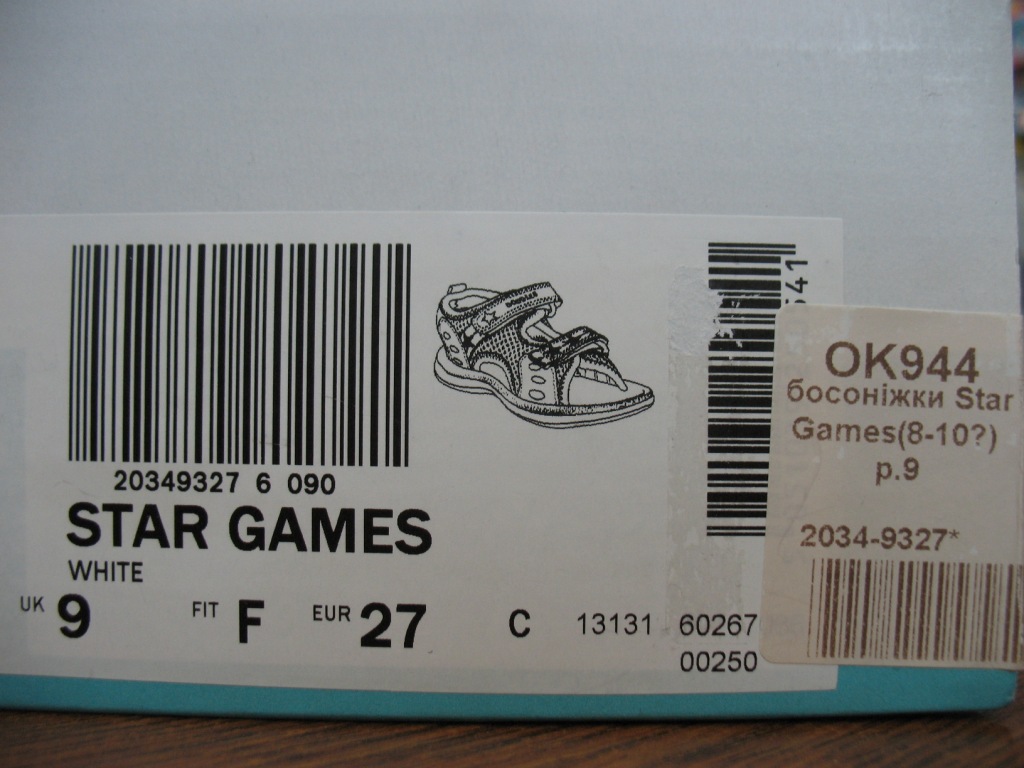 20349327 6 090
STAR GAMES
WHITE
UK 9 FIT F EUR 27 C 13131 60267
00250
541
OK944
босоніжки Star
Games(8-10?)
р.9
2034-9327*